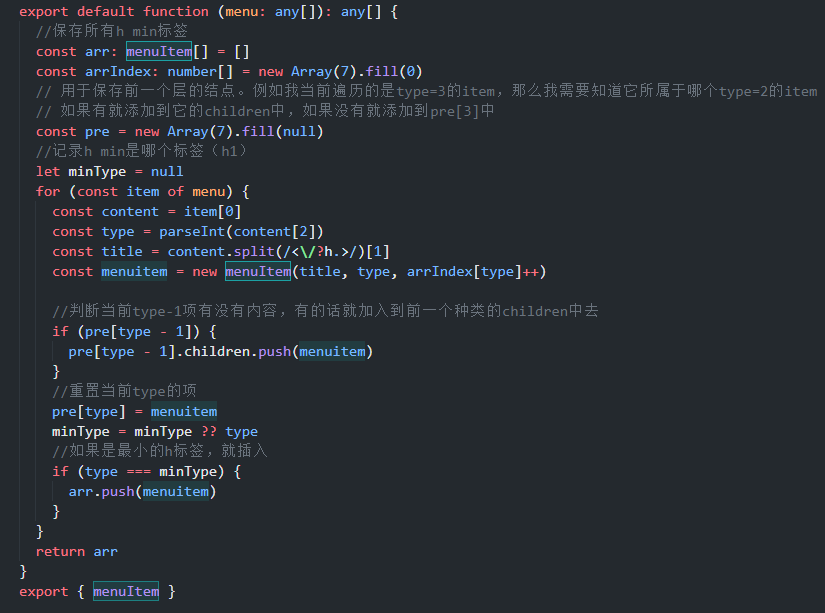 export default function (menu: any[]): any[] {
//保存所有h min标签
const arr: menuItem[] = []
const arrIndex: number[] = new Array(7).fill(0)
// 用于保存前一个层的结点。例如我当前遍历的是type=3的item，那么我需要知道它所属于哪个type=2的item
// 如果有就添加到它的children中，如果没有就添加到pre[3]中
const pre = new Array(7).fill(null)
//记录h min是哪个标签（h1）
let minType = null
for (const item of menu) {
const content = item[0]
const type = parseInt(content[2])
const title = content.split(/<\/?h.>/)[1]
const menuitem = new menuItem(title, type, arrIndex[type]++)
//判断当前type-1项有没有内容，有的话就加入到前一个种类的children中去
if (pre[type - 1]) {
pre[type - 1].children.push(menuitem)
}
//重置当前type的项
pre[type] = menuitem
minType = minType ?? type
//如果是最小的h标签，就插入
if (type === minType) {
arr.push(menuitem)
}
}
return arr
}
export { menuItem }